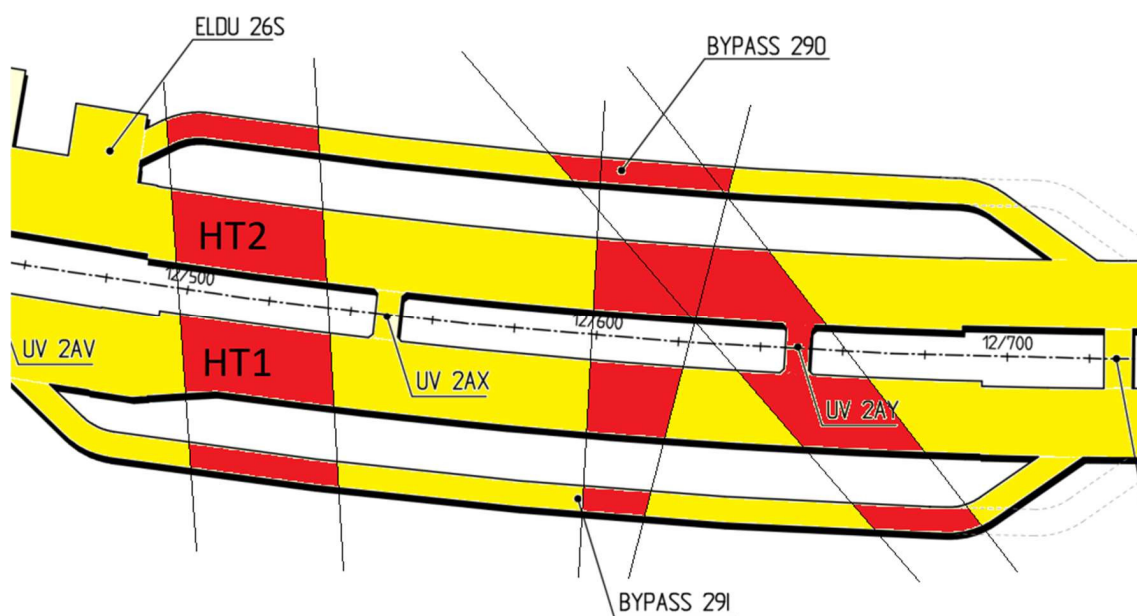 ELDU 26S
BYPASS 290
HT2
12/500
12/600
12/700
HT1
UV 2AV
UV 2AX
UV 2AY
BYPASS 291